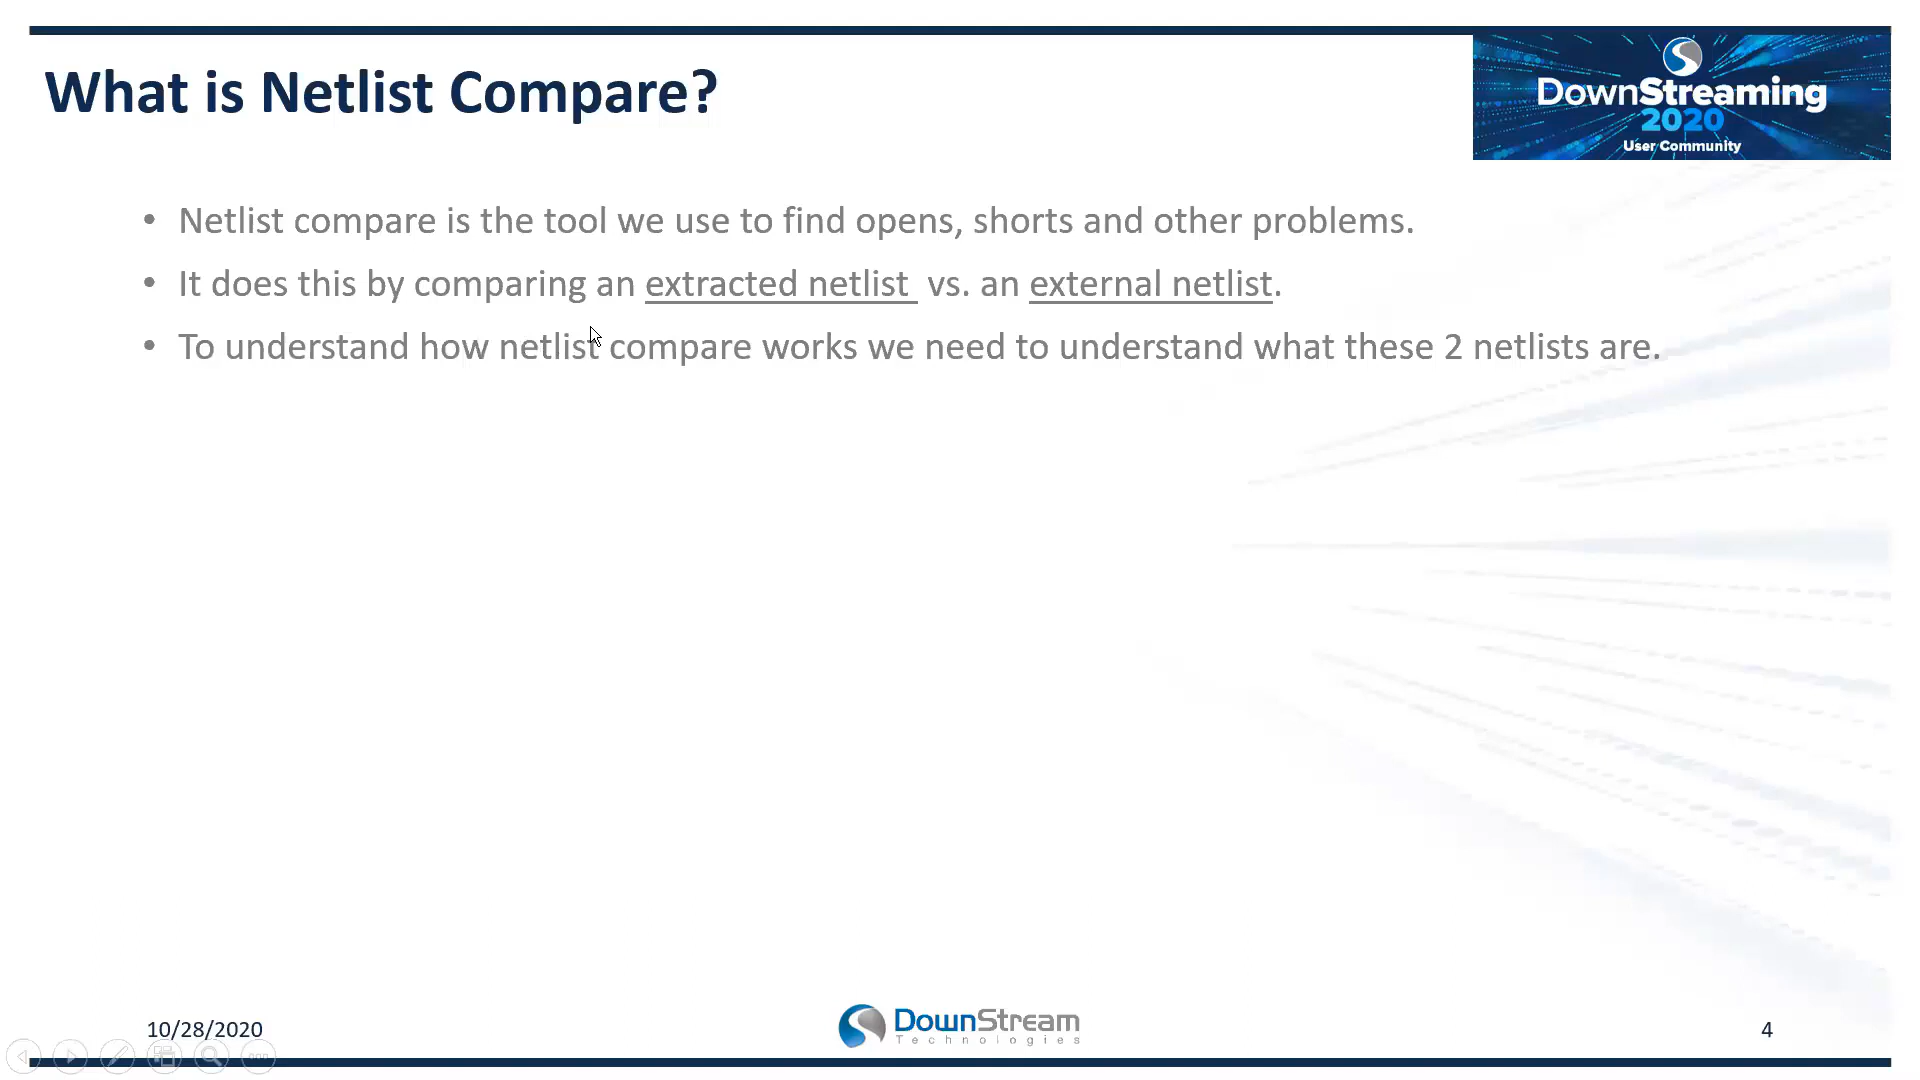 What is Netlist Compare?
DownStreaming
2020
User Community
• Netlist compare is the tool we use to find opens, shorts and other problems.
• It does this by comparing an extracted netlist vs. an external netlist.
• To understand how netlist compare works we need to understand what these 2 netlists are.
10/28/2020
DownStream
Technologies
4